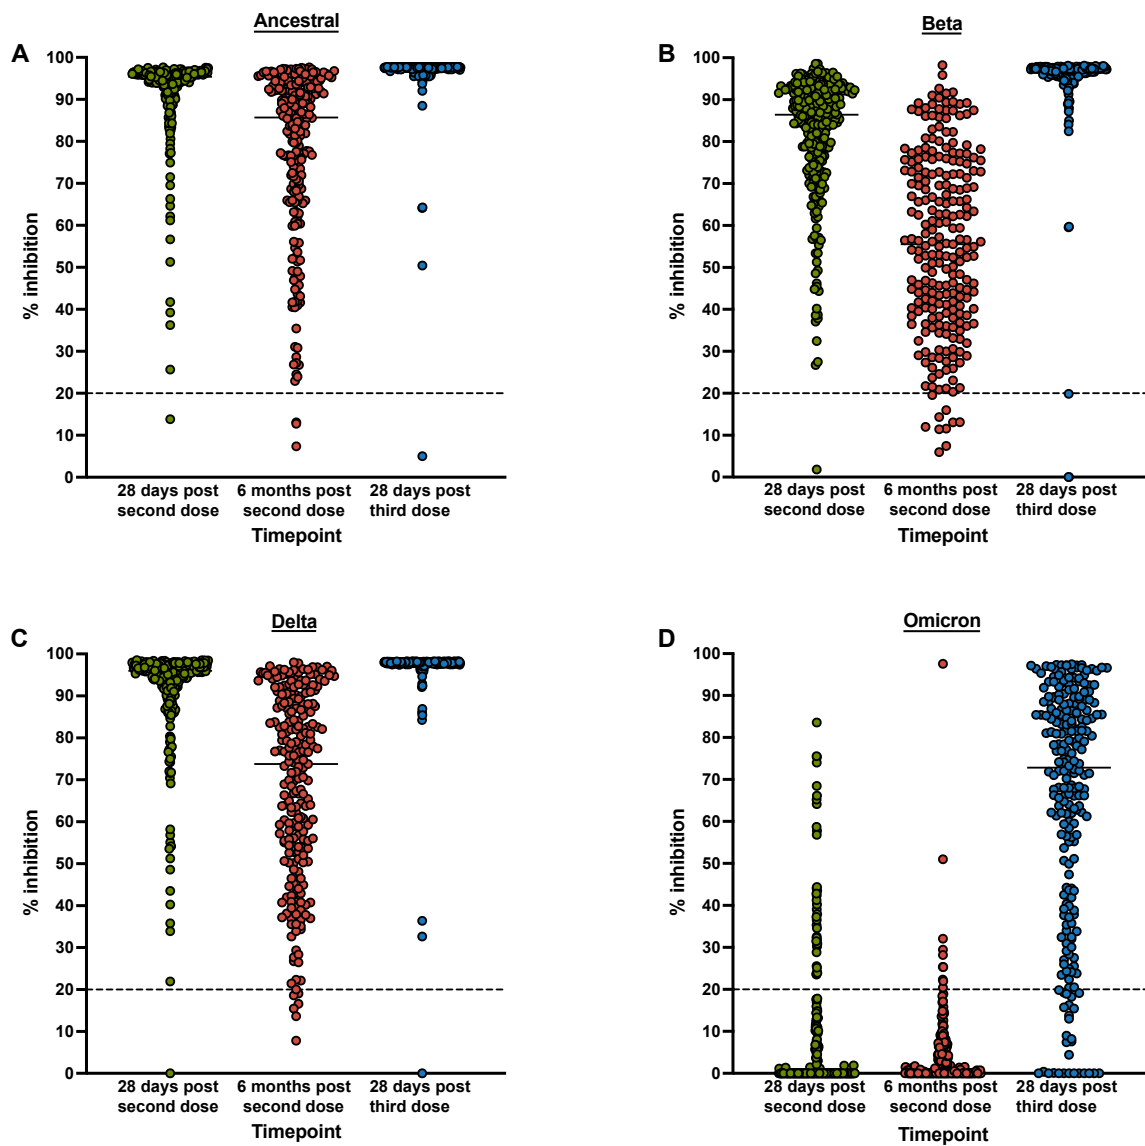 Ancestral
A
100
90
80
70
60
50
40
30
20
10
0
% inhibition
28 days post 6 months post 28 days post
second dose second dose third dose
Timepoint
Beta
B
100
90
80
70
60
50
40
30
20
10
0
% inhibition
28 days post 6 months post 28 days post
second dose second dose third dose
Timepoint
Delta
C
100
90
80
70
60
50
40
30
20
10
0
% inhibition
28 days post 6 months post 28 days post
second dose second dose third dose
Timepoint
Omicron
D
100
90
80
70
60
50
40
30
20
10
0
% inhibition
28 days post 6 months post 28 days post
second dose second dose third dose
Timepoint